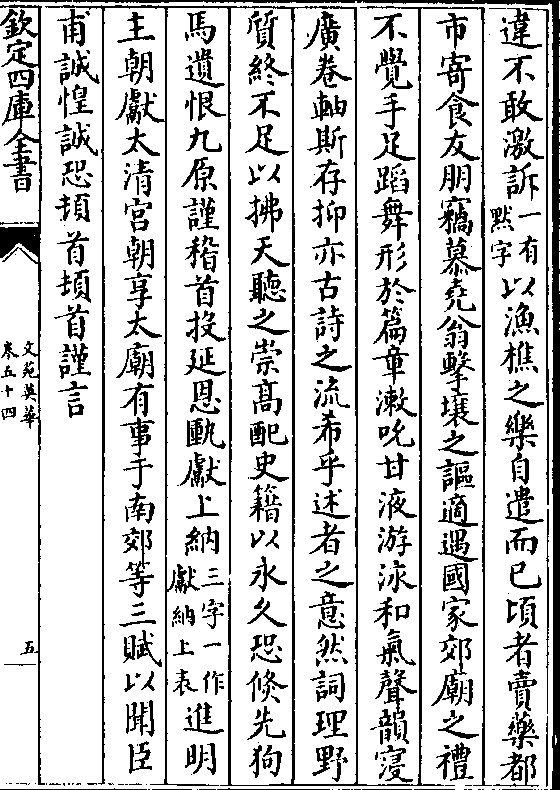 違不敢激訴一有默字以漁樵之樂自遣而已頃者賣藥都
市寄食友朋竊慕堯翁擊壤之謳適遇國家郊廟之禮
不覺手足蹈舞形於篇章漱吮甘液游泳和氣聲韻寖
廣卷軸斯存抑亦古詩之流希乎述者之意然詞理野
質終不足以拂天聽之崇高配史籍以永久恐倏先狗
馬遺恨九原謹稽首投延恩匭獻上納三字一作獻納上表進明
主朝獻太清宮朝享太廟有事于南郊等三賦以聞臣
甫誠惶誠恐頓首頓首謹言
欽定四庫全書
文苑英華
卷五十四
五